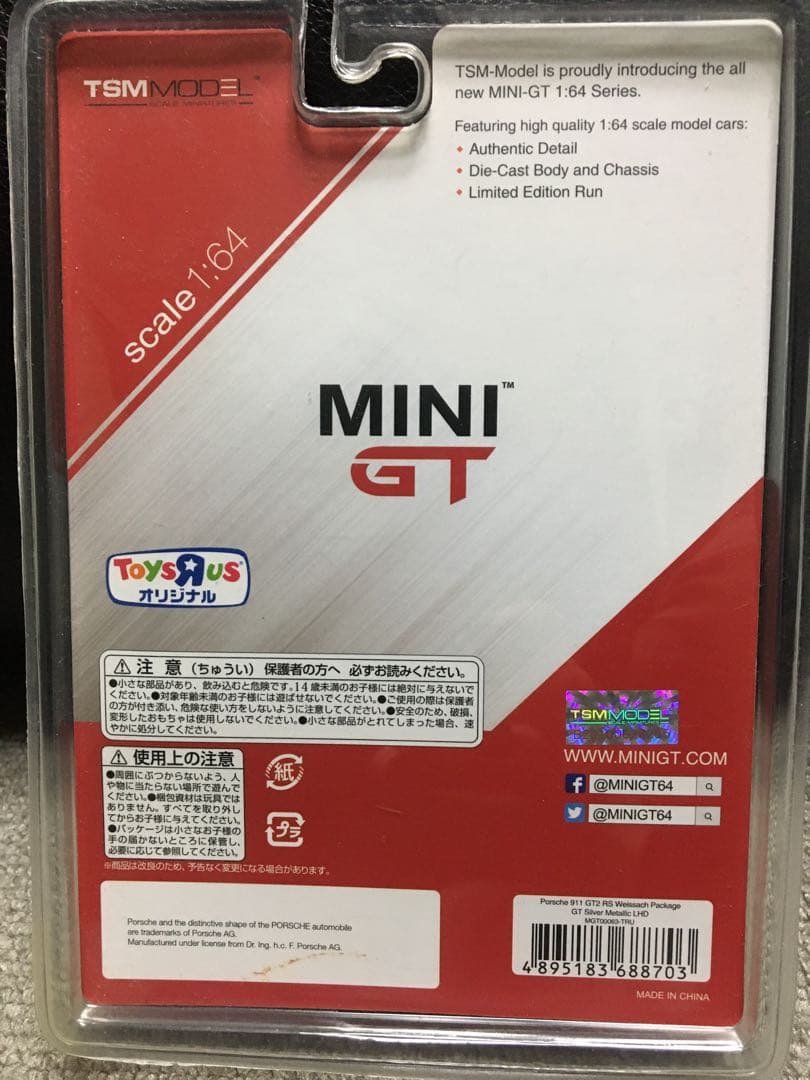 TSMMODEL™
SCALE MINIATURES
TSM-Model is proudly introducing the all
new MINI-GT 1:64 Series.
Featuring high quality 1:64 scale model cars:
• Authentic Detail
• Die-Cast Body and Chassis
• Limited Edition Run
scale 1:64
MINI™
GT
TOYSЯUS®
オリジナル
⚠注 意 (ちゅうい) 保護者の方へ 必ずお読みください。
●小さな部品があり、飲み込むと危険です。14歳未満のお子様には絶対に与えないで
ください。●対象年齢未満のお子様には遊ばせないでください。●ご使用の際は保護者
の方が付き添い、危険な使い方をしないように注意してください。●安全のため、破損、
変形したおもちゃは使用しないでください。●小さな部品がとれてしまった場合、速
やかに処分してください。
⚠使用上の注意
●周囲にぶつからないよう、人
や物に当たらない場所で遊んで
ください。●梱包資材は玩具では
ありません。すべてを取り外し
てからお子様に与えてください。
●パッケージは小さなお子様の
手の届かないところに保管し、
必要に応じて参照してください。
紙
プラ
※商品は改良のため、予告なく変更になる場合があります。
TSMMODEL
SCALE MINIATURES
WWW.MINIGT.COM
@MINIGT64
@MINIGT64
Porsche and the distinctive shape of the PORSCHE automobile
are trademarks of Porsche AG.
Manufactured under license from Dr. Ing. h.c. F. Porsche AG.
Porsche 911 GT2 RS Weissach Package
GT Silver Metallic LHD
MGT00063-TRU
4 895183 688703
MADE IN CHINA